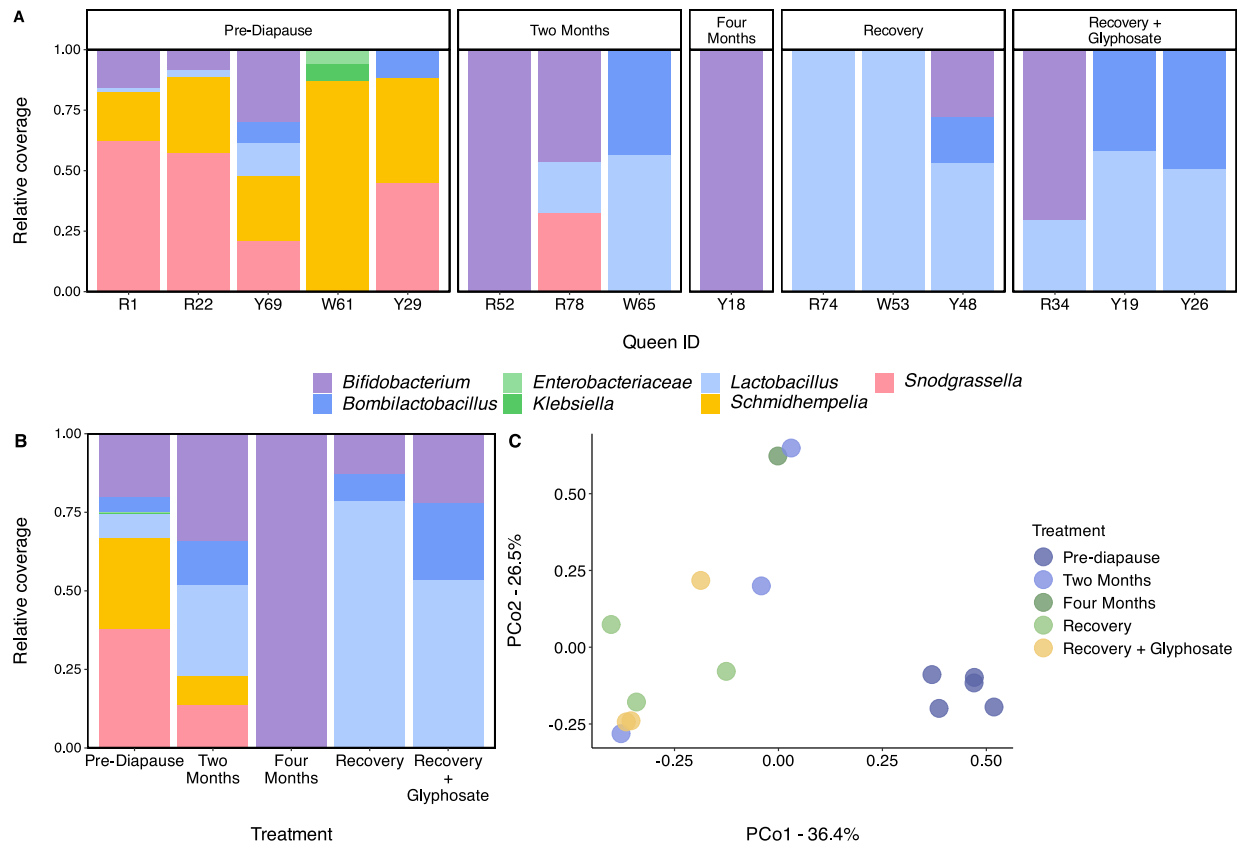 A
Pre-Diapause
Two Months
Four
Months
Recovery
Recovery +
Glyphosate
Relative coverage
1.00
0.75
0.50
0.25
0.00
R1 R22 Y69 W61 Y29 R52 R78 W65 Y18 R74 W53 Y48 R34 Y19 Y26
Queen ID
Bifidobacterium Enterobacteriaceae Lactobacillus Snodgrassella
Bombilactobacillus Klebsiella Schmidhempelia
B
Relative coverage
1.00
0.75
0.50
0.25
0.00
Pre-Diapause
Two
Months
Four
Months
Recovery
Recovery
+
Glyphosate
Treatment
C
PCo2 - 26.5%
0.50
0.25
0.00
-0.25
-0.25 0.00 0.25 0.50
PCo1 - 36.4%
Treatment
Pre-diapause
Two Months
Four Months
Recovery
Recovery + Glyphosate